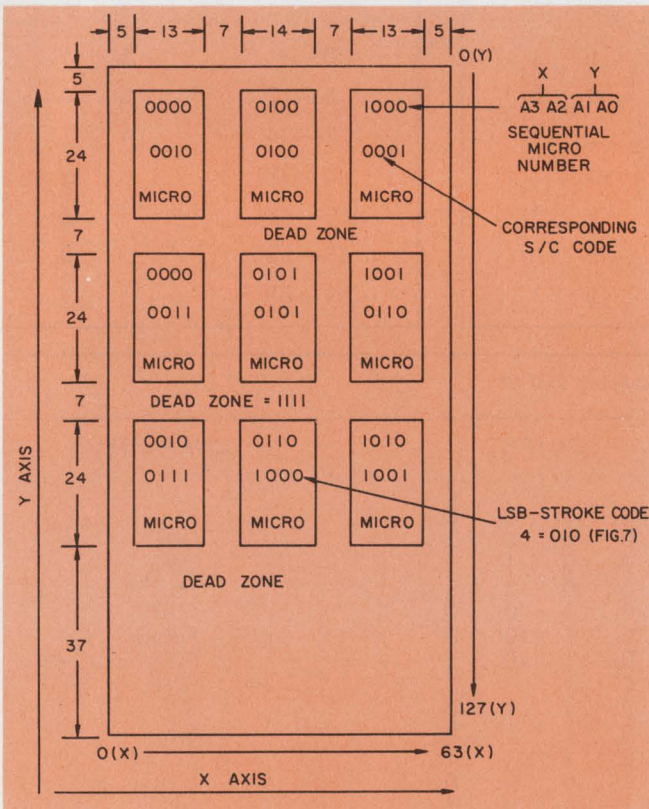 5 13 7 14 7 13 5
0(Y)
5
X Y
0000 0100 1000
A3 A2 A1 A0
SEQUENTIAL
MICRO
NUMBER
24
0010 0100 0001
MICRO MICRO MICRO
CORRESPONDING
S/C CODE
7
DEAD ZONE
0000 0101 1001
24
0011 0101 0110
MICRO MICRO MICRO
7
DEAD ZONE = 1111
0010 0110 1010
Y AXIS
24
0111 1000 1001
LSB-STROKE CODE
4 = 010 (FIG.7)
MICRO MICRO MICRO
DEAD ZONE
37
127(Y)
0(X) 63(X)
X AXIS